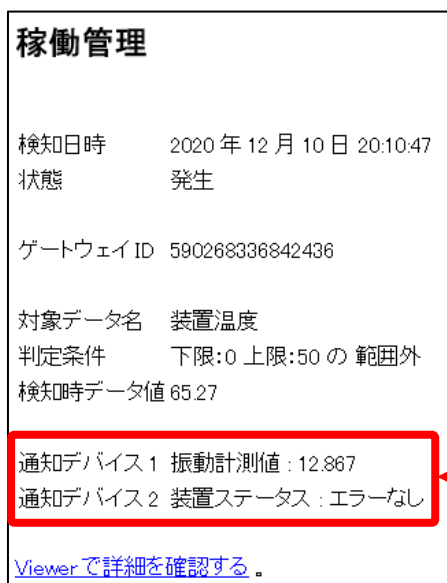 稼働管理
検知日時 2020 年 12 月 10 日 20:10:47
状態 発生
ゲートウェイ ID 590268336842436
対象データ名 装置温度
判定条件 下限:0 上限:50 の 範囲外
検知時データ値 65.27
通知デバイス 1 振動計測値 : 12.867
通知デバイス 2 装置ステータス : エラーなし
Viewer で詳細を確認する 。